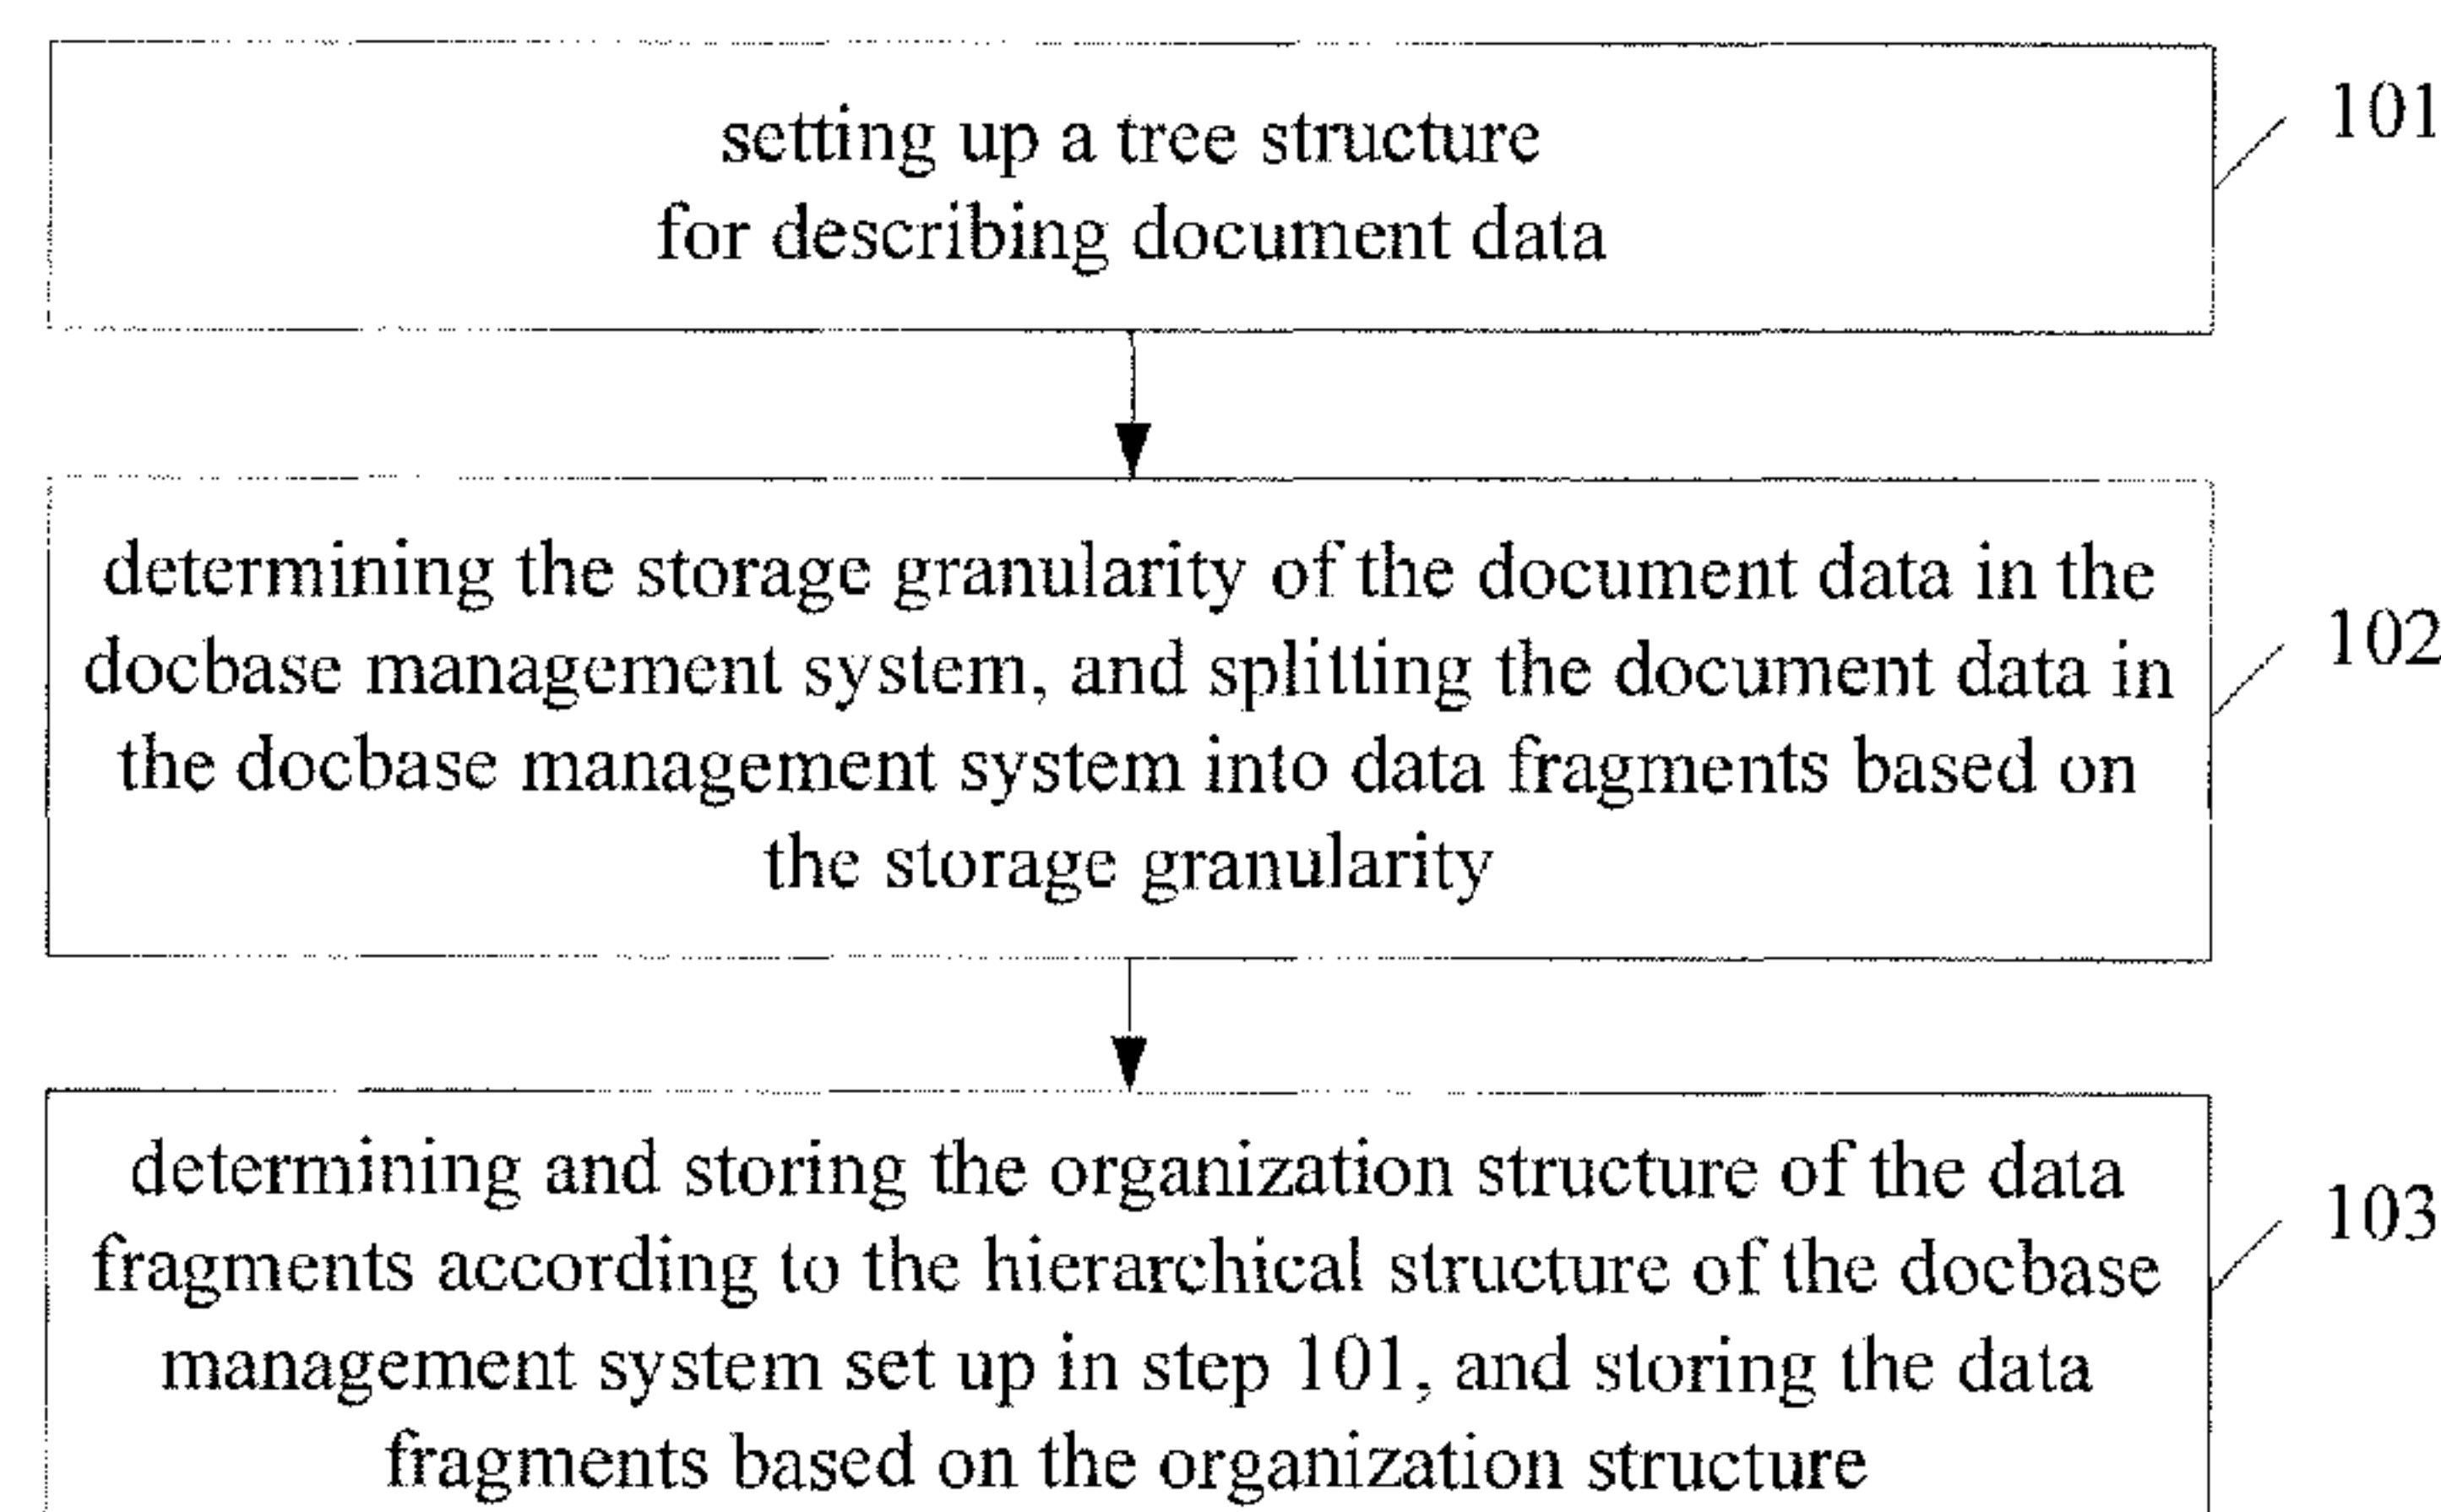 setting up a tree structure
for describing document data
101
determining the storage granularity of the document data in the
docbase management system, and splitting the document data in
the docbase management system into data fragments based on
the storage granularity
102
determining and storing the organization structure of the data
fragments according to the hierarchical structure of the docbase
management system set up in step 101, and storing the data
fragments based on the organization structure
103